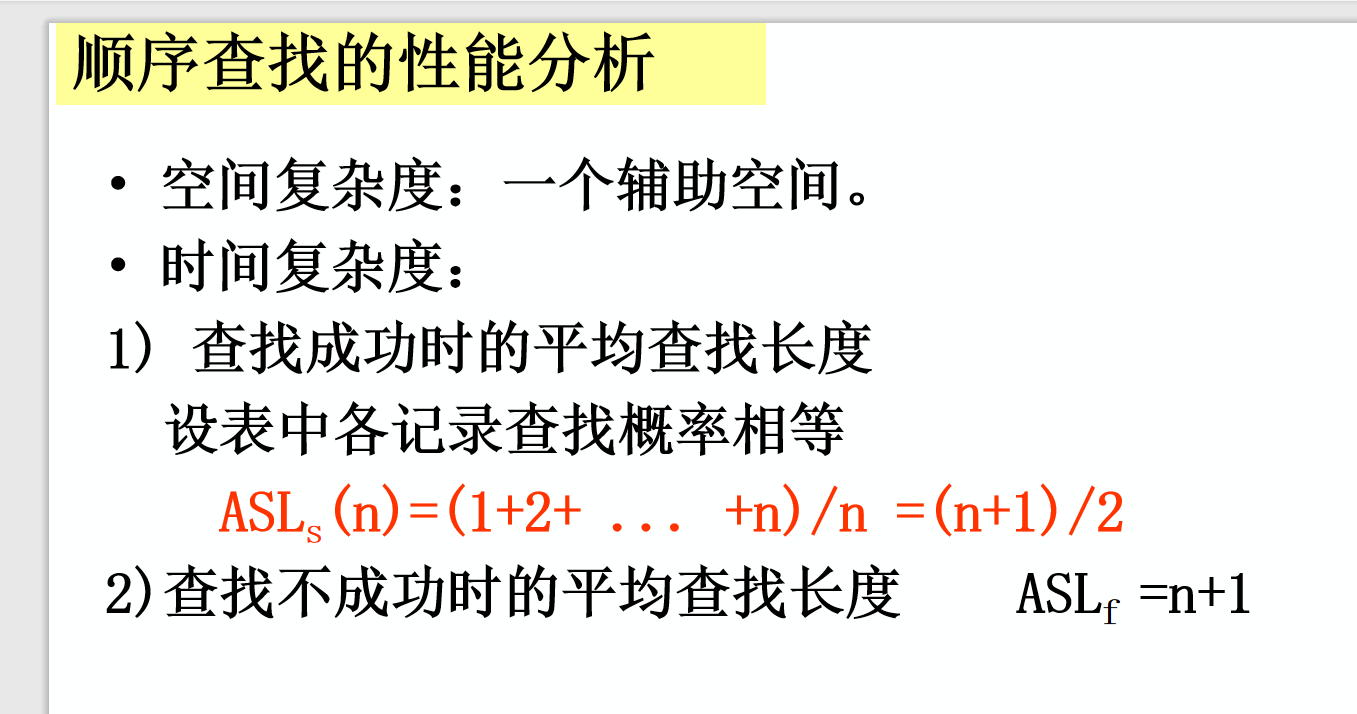 顺序查找的性能分析
• 空间复杂度：一个辅助空间。
• 时间复杂度：
1) 查找成功时的平均查找长度
设表中各记录查找概率相等
ASLs(n)=(1+2+ ... +n)/n =(n+1)/2
2)查找不成功时的平均查找长度 ASLf =n+1